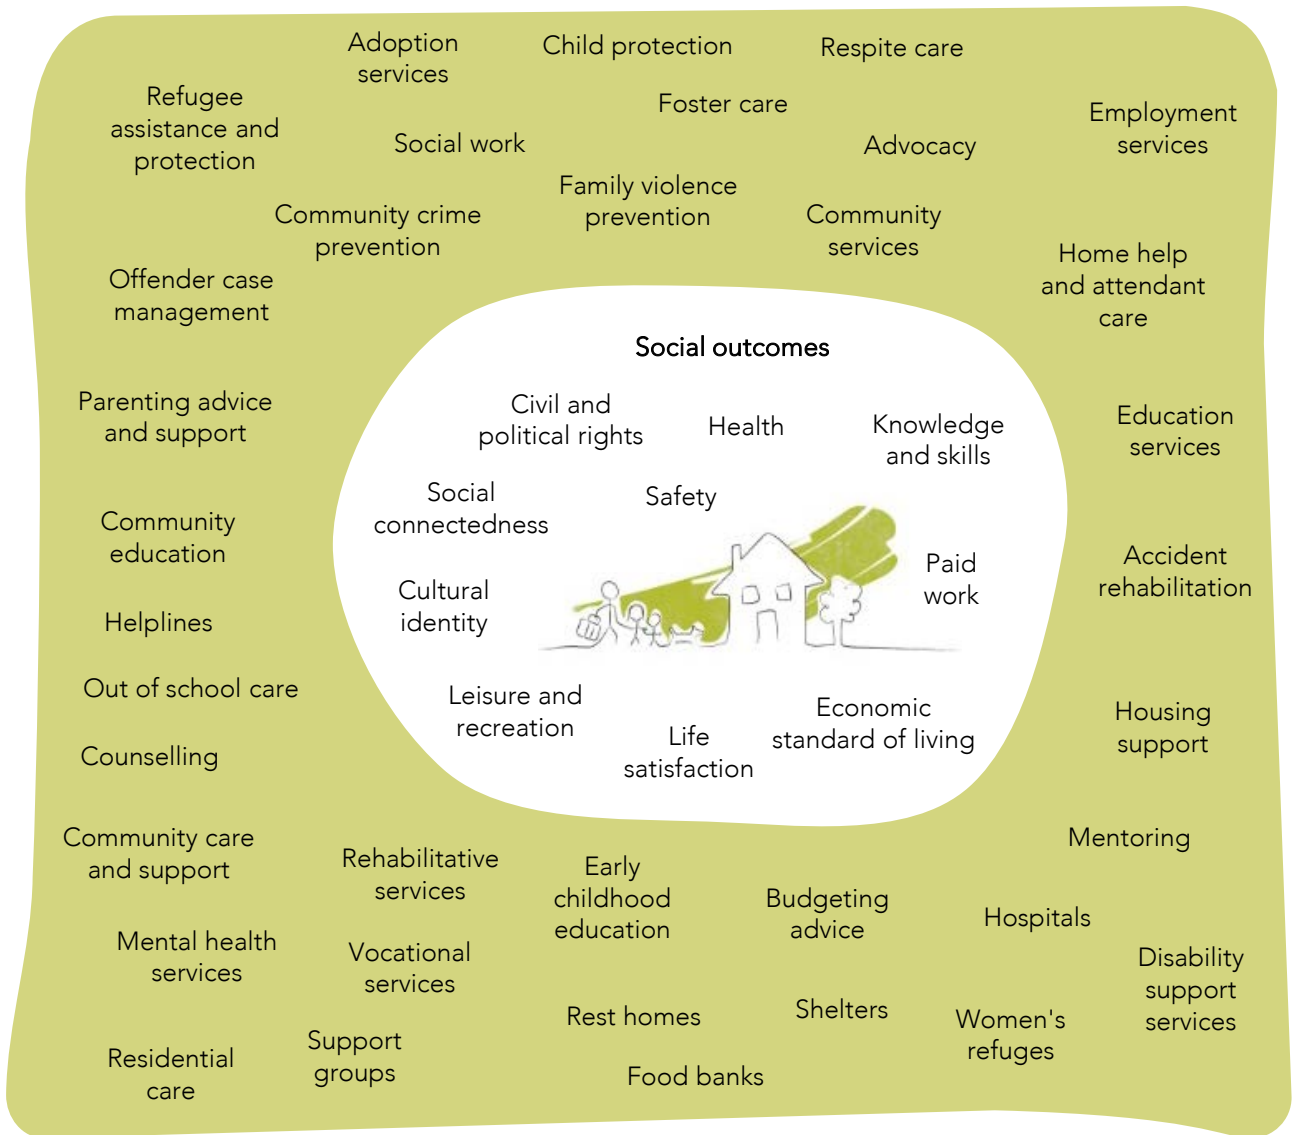 Adoption
services
Child protection
Respite care
Refugee
assistance and
protection
Foster care
Employment
services
Social work
Advocacy
Family violence
prevention
Community crime
prevention
Community
services
Home help
and attendant
care
Offender case
management
Social outcomes
Parenting advice
and support
Civil and
political rights
Health
Knowledge
and skills
Education
services
Social
connectedness
Safety
Community
education
Accident
rehabilitation
Paid
work
Cultural
identity
Helplines
Out of school care
Leisure and
recreation
Economic
standard of living
Housing
support
Life
satisfaction
Counselling
Community care
and support
Mentoring
Rehabilitative
services
Early
childhood
education
Budgeting
advice
Hospitals
Mental health
services
Vocational
services
Disability
support
services
Rest homes
Shelters
Women's
refuges
Support
groups
Residential
care
Food banks